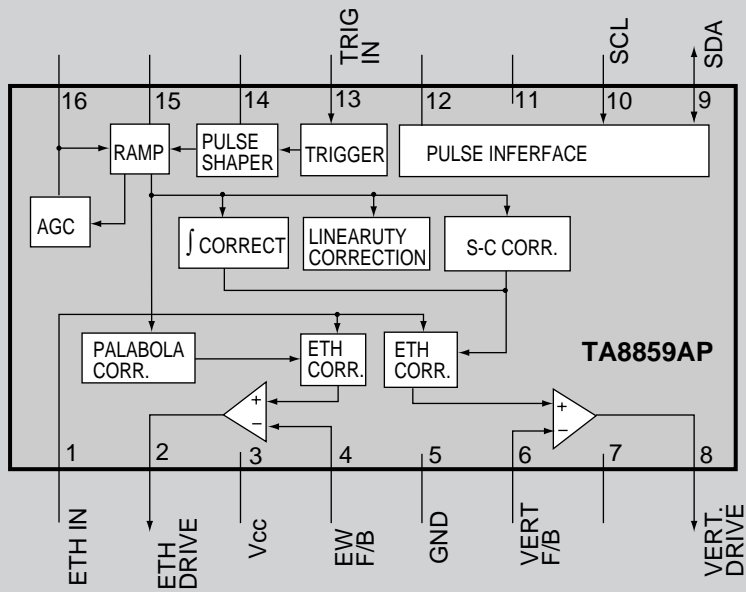 TRIG
IN
SCL
SDA
16
15
14
13
12
11
10
9
RAMP
PULSE
SHAPER
TRIGGER
PULSE INFERFACE
AGC
∫ CORRECT
LINEARUTY
CORRECTION
S-C CORR.
PALABOLA
CORR.
ETH
CORR.
ETH
CORR.
TA8859AP
+
−
+
−
1
2
3
4
5
6
7
8
ETH IN
ETH
DRIVE
Vcc
EW
F/B
GND
VERT
F/B
VERT.
DRIVE